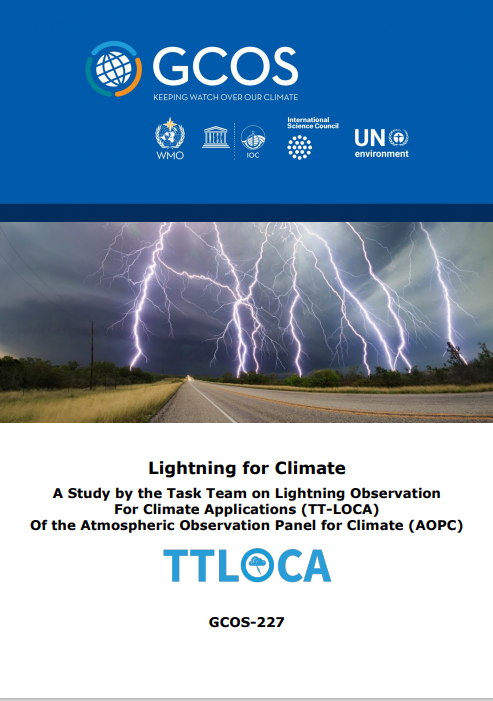 GCOS
KEEPING WATCH OVER OUR CLIMATE
WMO
IOC
International
Science Council
UN
environment
Lightning for Climate
A Study by the Task Team on Lightning Observation
For Climate Applications (TT-LOCA)
Of the Atmospheric Observation Panel for Climate (AOPC)
TTLOCA
GCOS-227